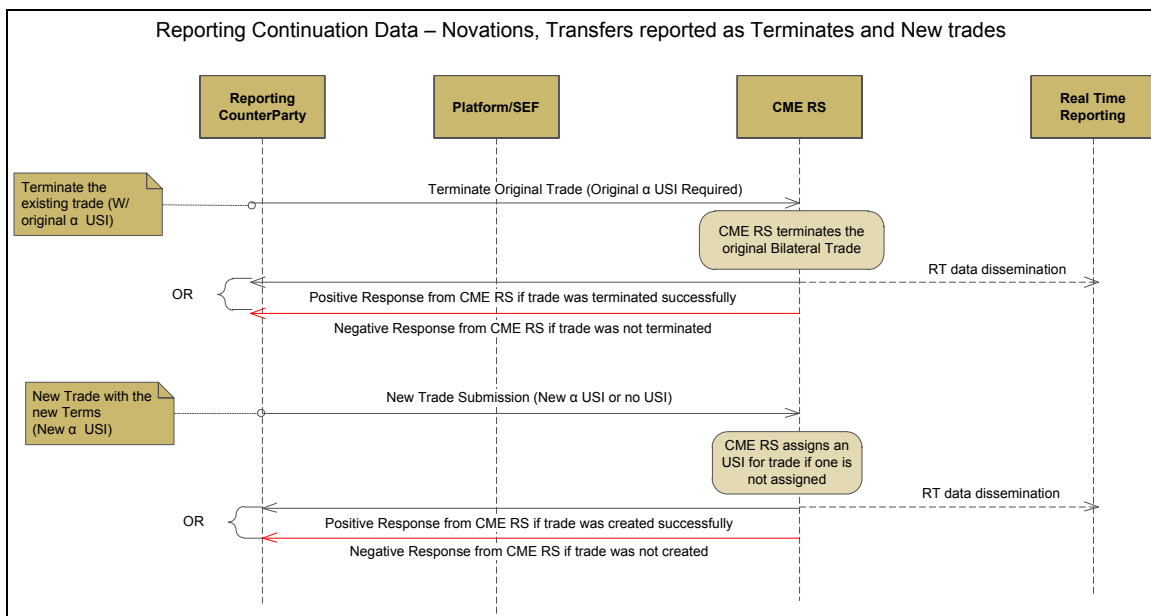 Reporting Continuation Data – Novations, Transfers reported as Terminates and New trades
Reporting
CounterParty
Platform/SEF
CME RS
Real Time
Reporting
Terminate the
existing trade (W/
original α USI)
Terminate Original Trade (Original α USI Required)
CME RS terminates the
original Bilateral Trade
RT data dissemination
OR
Positive Response from CME RS if trade was terminated successfully
Negative Response from CME RS if trade was not terminated
New Trade with the
new Terms
(New α USI)
New Trade Submission (New α USI or no USI)
CME RS assigns an
USI for trade if one is
not assigned
RT data dissemination
OR
Positive Response from CME RS if trade was created successfully
Negative Response from CME RS if trade was not created